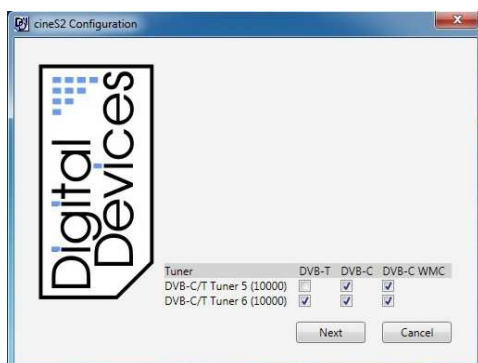 cineS2 Configuration
Digital
Devices
Tuner DVB-T DVB-C DVB-C WMC
DVB-C/T Tuner 5 (10000)
DVB-C/T Tuner 6 (10000)
Next Cancel